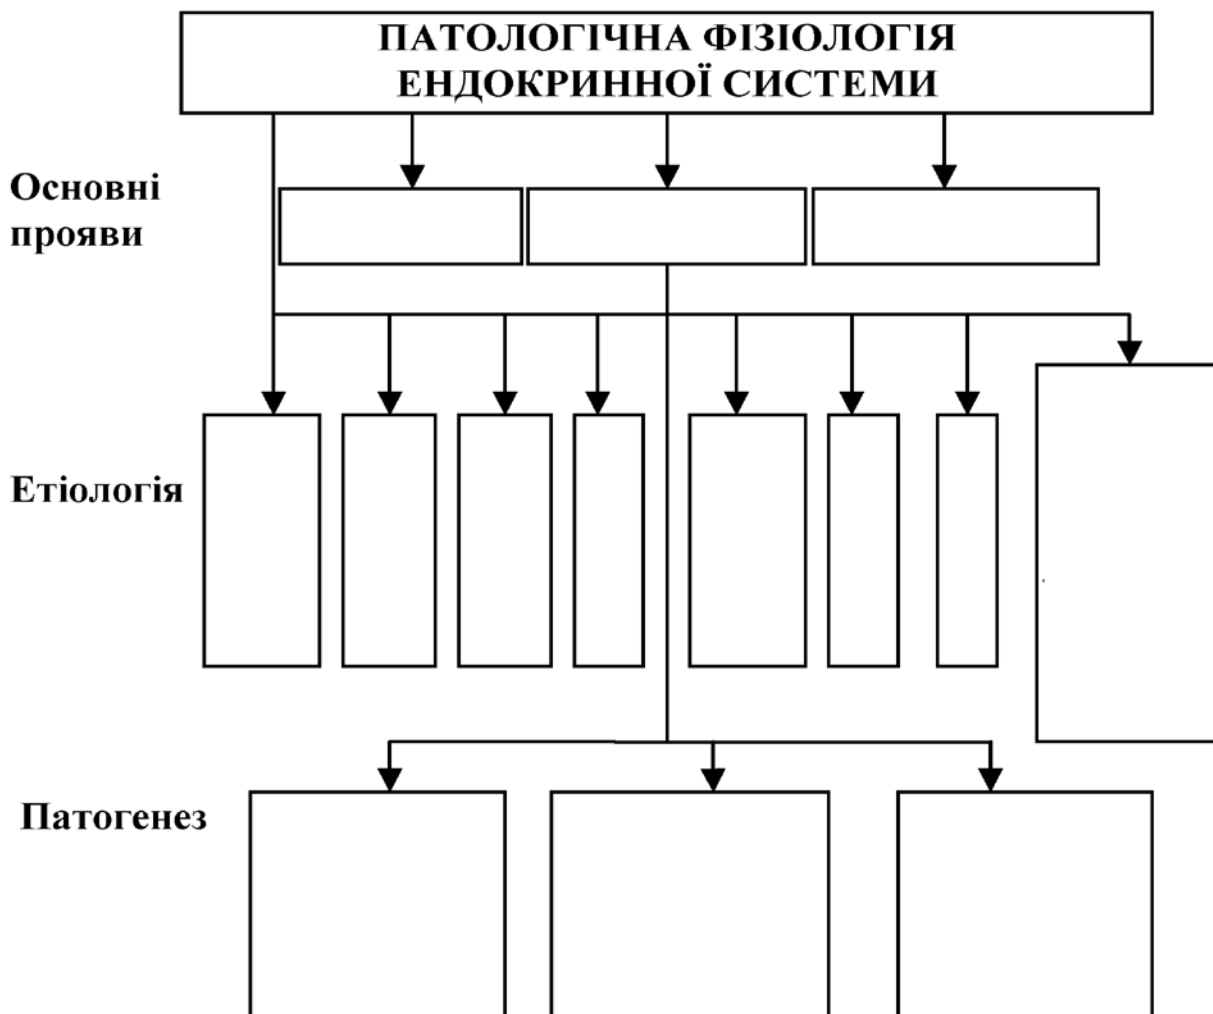 ПАТОЛОГІЧНА ФІЗІОЛОГІЯ
ЕНДОКРИННОЇ СИСТЕМИ
Основні
прояви
Етіологія
Патогенез